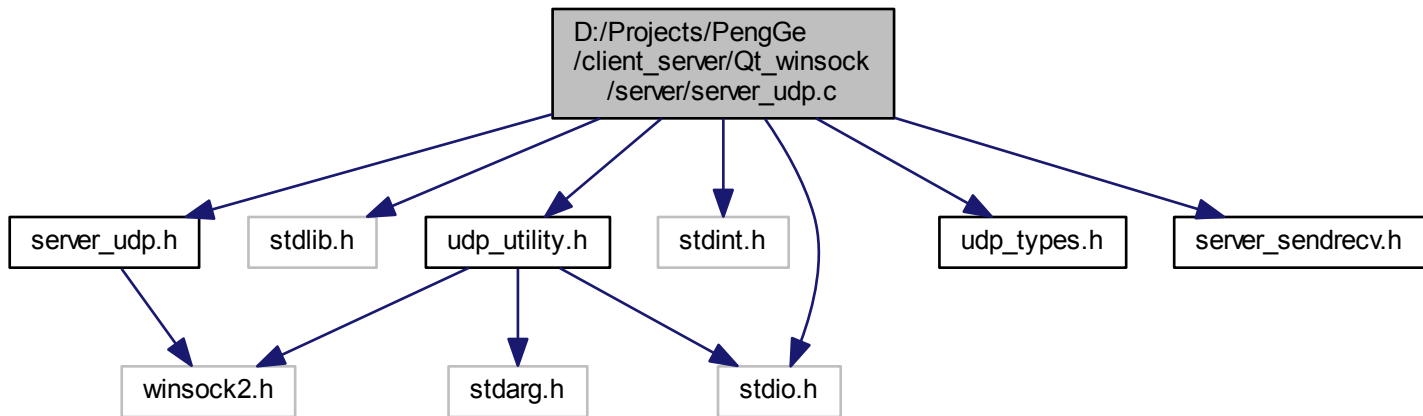 D:/Projects/PengGe
/client_server/Qt_winsock
/server/server_udp.c
server_udp.h
stdlib.h
udp_utility.h
stdint.h
udp_types.h
server_sendrecv.h
winsock2.h
stdarg.h
stdio.h